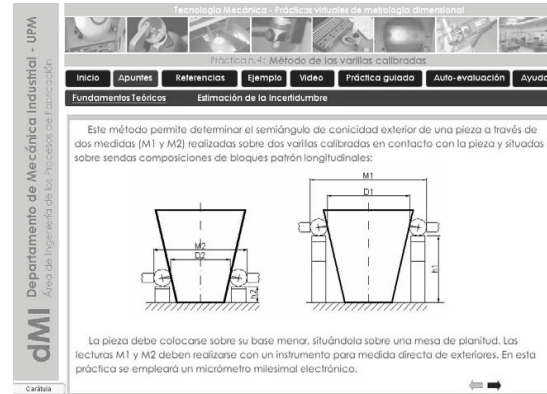 Tecnología Mecánica - Prácticas virtuales de metrología dimensional
Práctica n.4: Método de las varillas calibradas
Inicio Apuntes Referencias Ejemplo Video Práctica guiada Auto-evaluación Ayuda
Fundamentos Teóricos Estimación de la Incertidumbre
dMI Departamento de Mecánica Industrial - UPM
Área de Ingeniería de los Procesos de Fabricación
Este método permite determinar el semiángulo de conicidad exterior de una pieza a través de
dos medidas (M1 y M2) realizadas sobre dos varilas calibradas en contacto con la pieza y situadas
sobre sendas composiciones de bloques patrón longitudinales:
M2
D2
h2
M1
D1
h1
La pieza debe colocarse sobre su base menar, situándola sobre una mesa de planitud. Las
lecturas M1 y M2 deben realizarse con un instrumento para medida directa de exteriores. En esta
práctica se empleará un micrómetro milesimal electrónico.
Carátula